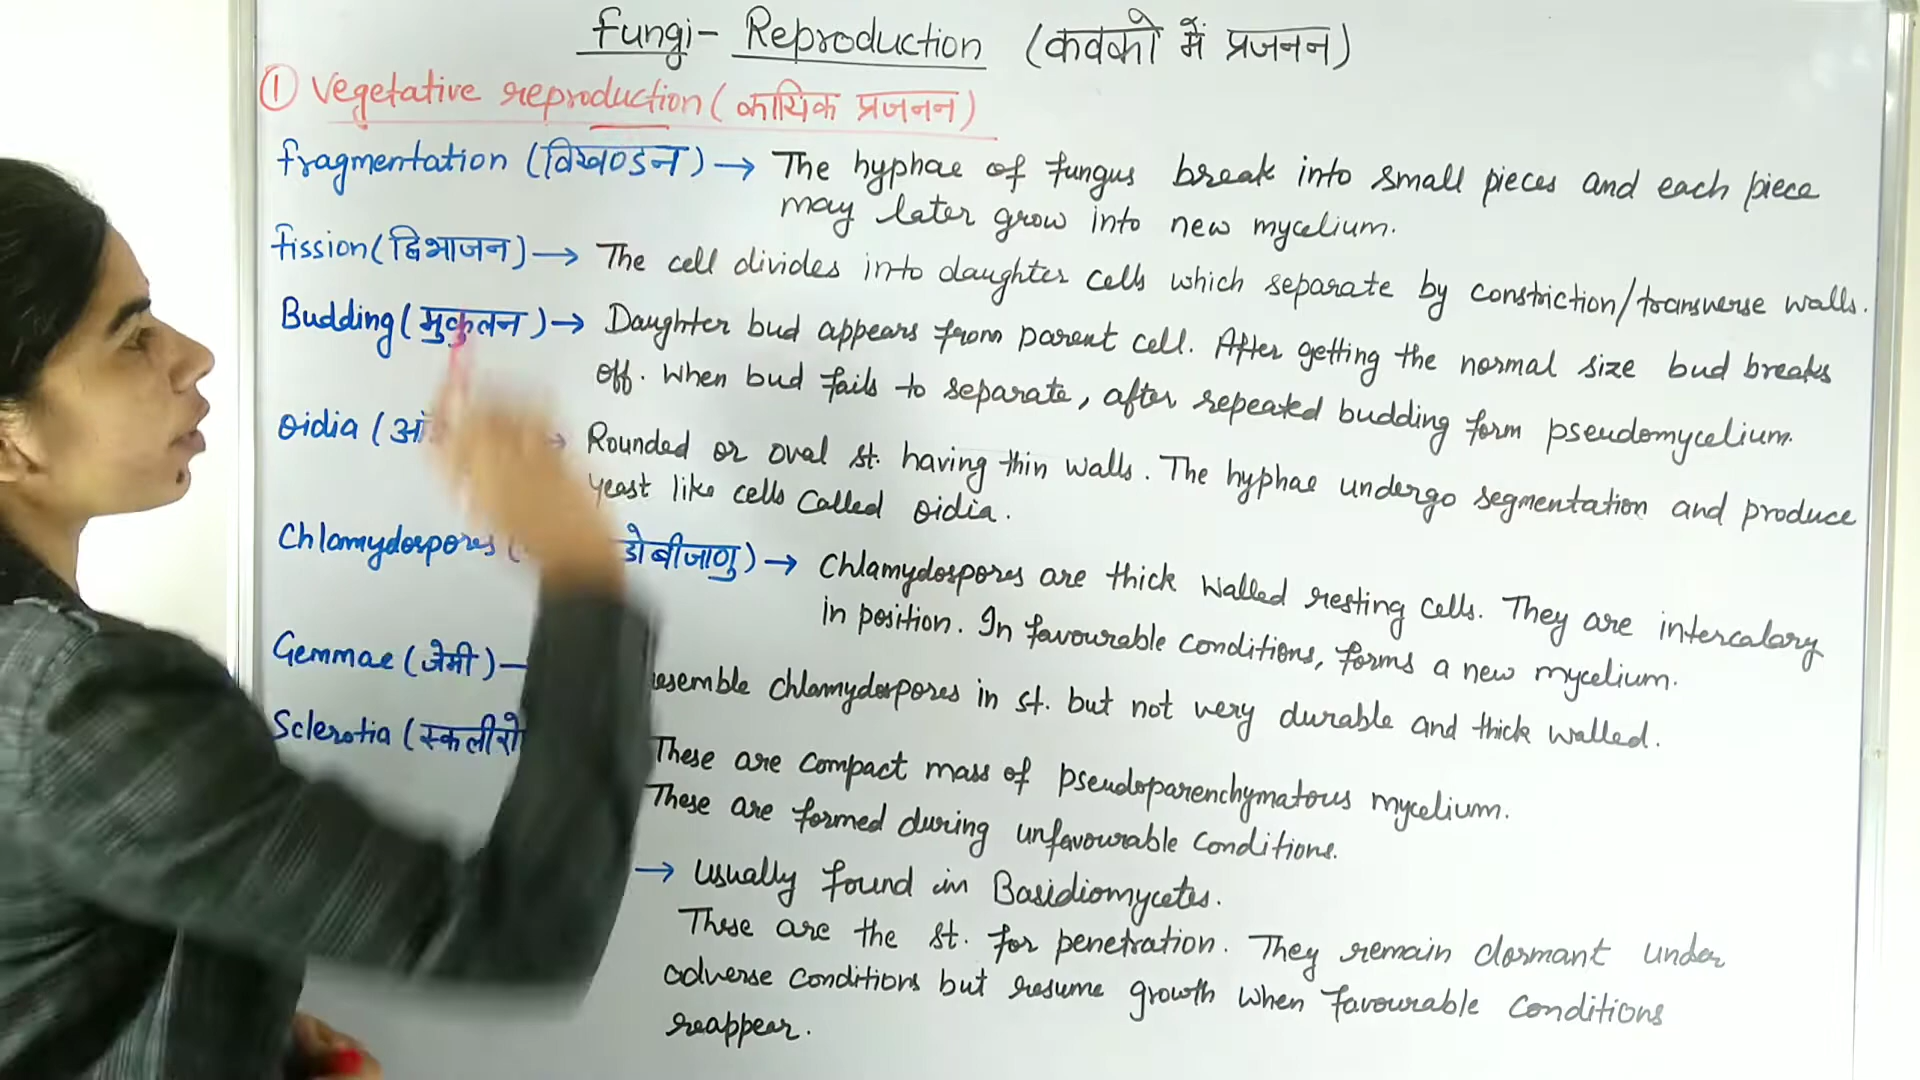 Fungi - Reproduction (कवकों में प्रजनन)
① Vegetative reproduction (कायिक प्रजनन)
fragmentation (विखण्डन) → The hyphae of fungus break into small pieces and each piece
may later grow into new mycelium.
fission (द्विभाजन) → The cell divides into daughter cells which separate by constriction/transverse walls.
Budding (मुकुलन) → Daughter bud appears from parent cell. After getting the normal size bud breaks
off. When bud fails to separate, after repeated budding form pseudomycelium.
oidia ( → Rounded or oval st. having thin walls. The hyphae undergo segmentation and produce
yeast like cells called oidia.
Chlamydospores ( बीजाणु) → Chlamydospores are thick walled resting cells. They are intercalary
in position. In favourable conditions, forms a new mycelium.
Gemmae (जेमी) – esemble chlamydospores in st. but not very durable and thick walled.
Sclerotia (स्कलीरो These are compact mass of pseudoparenchymatous mycelium.
These are formed during unfavourable conditions.
→ Usually found in Basidiomycetes.
These are the st. for penetration. They remain dormant under
adverse conditions but resume growth when favourable conditions
reappear.